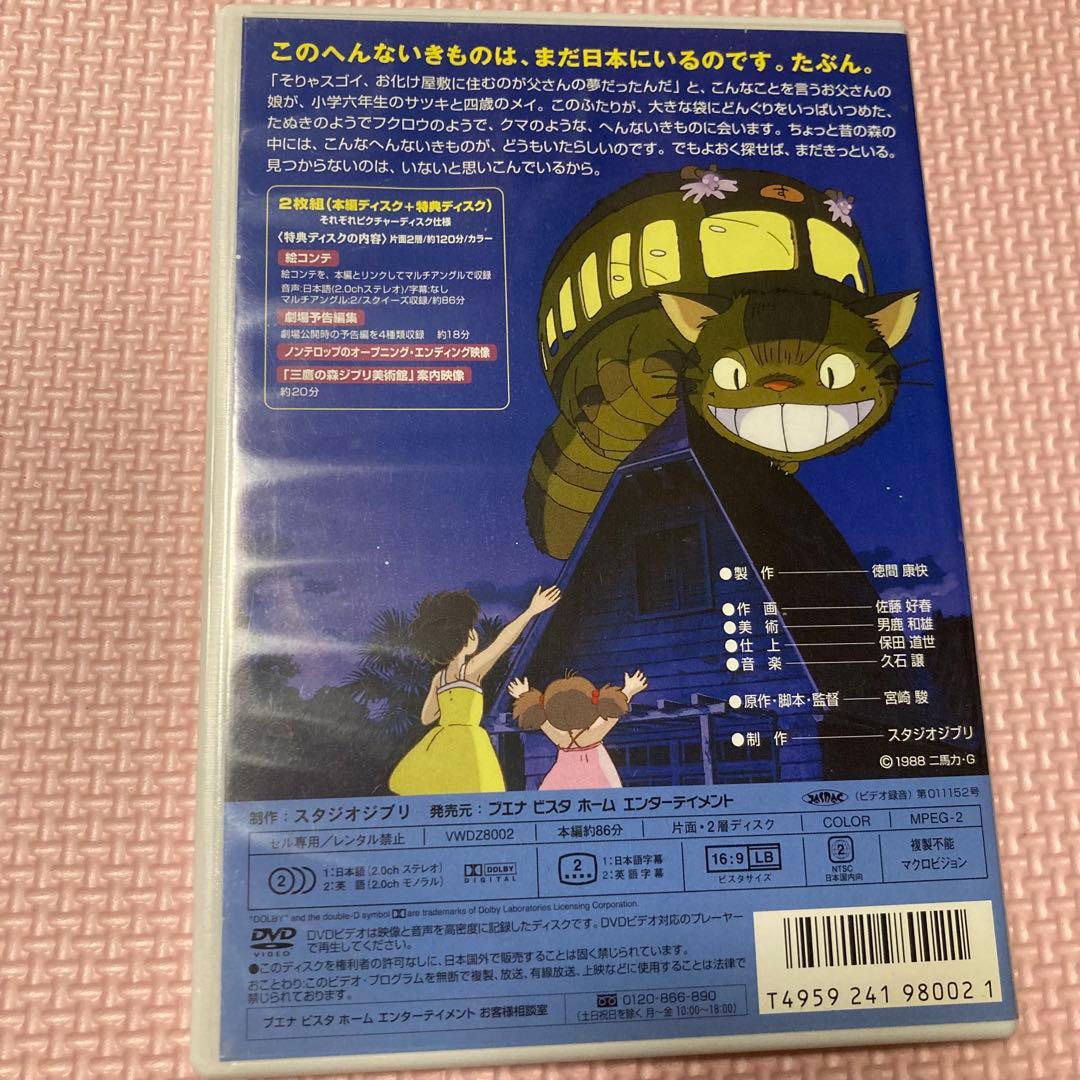 このへんないきものは、まだ日本にいるのです。たぶん。
「そりゃスゴイ、お化け屋敷に住むのが父さんの夢だったんだ」と、こんなことを言うお父さんの
娘が、小学六年生のサツキと四歳のメイ。このふたりが、大きな袋にどんぐりをいっぱいつめた、
たぬきのようでフクロウのようで、クマのような、へんないきものに会います。ちょっと昔の森の
中には、こんなへんないきものが、どうもいたらしいのです。でもよおく探せば、まだきっといる。
見つからないのは、いないと思いこんでいるから。
す
2枚組(本編ディスク+特典ディスク)
それぞれピクチャーディスク仕様
〈特典ディスクの内容〉片面2層/約120分/カラー
絵コンテ
絵コンテを、本編とリンクしてマルチアングルで収録
音声:日本語(2.0chステレオ)/字幕:なし
マルチアングル:2/スクイーズ収録/約86分
劇場予告編集
劇場公開時の予告編を4種類収録 約18分
ノンテロップのオープニング・エンディング映像
「三鷹の森ジブリ美術館」案内映像
約20分
●製 作 徳間 康快
●作 画 佐藤 好春
●美 術 男鹿 和雄
●仕 上 保田 道世
●音 楽 久石 譲
●原作・脚本・監督 宮崎 駿
●制 作 スタジオジブリ
©1988 二馬力・G
制作:スタジオジブリ 発売元:ブエナ ビスタ ホーム エンターテイメント
JASRAC (ビデオ録音)第011152号
セル専用/レンタル禁止 VWDZ8002 本編約86分 片面・2層ディスク COLOR MPEG-2
2 1:日本語(2.0ch ステレオ)
2:英 語(2.0ch モノラル)
DOLBY DIGITAL
2 1:日本語字幕
2:英語字幕
16:9 LB
ビスタサイズ
2
NTSC
日本国内向
複製不能
マクロビジョン
"DOLBY" and the double-D symbol are trademarks of Dolby Laboratories Licensing Corporation.
DVD VIDEO
DVDビデオは映像と音声を高密度に記録したディスクです。DVDビデオ対応のプレーヤー
で再生してください。
●このディスクを権利者の許可なしに、日本国外で販売することは固く禁じられています。
おことわり:このビデオ・プログラムを無断で複製、放送、有線放送、上映などに使用することは法律で
禁じられております。
ブエナ ビスタ ホーム エンターテイメント お客様相談室
0120-866-890
(土日祝日を除く 月〜金 10:00〜18:00)
T4959 241 98002 1